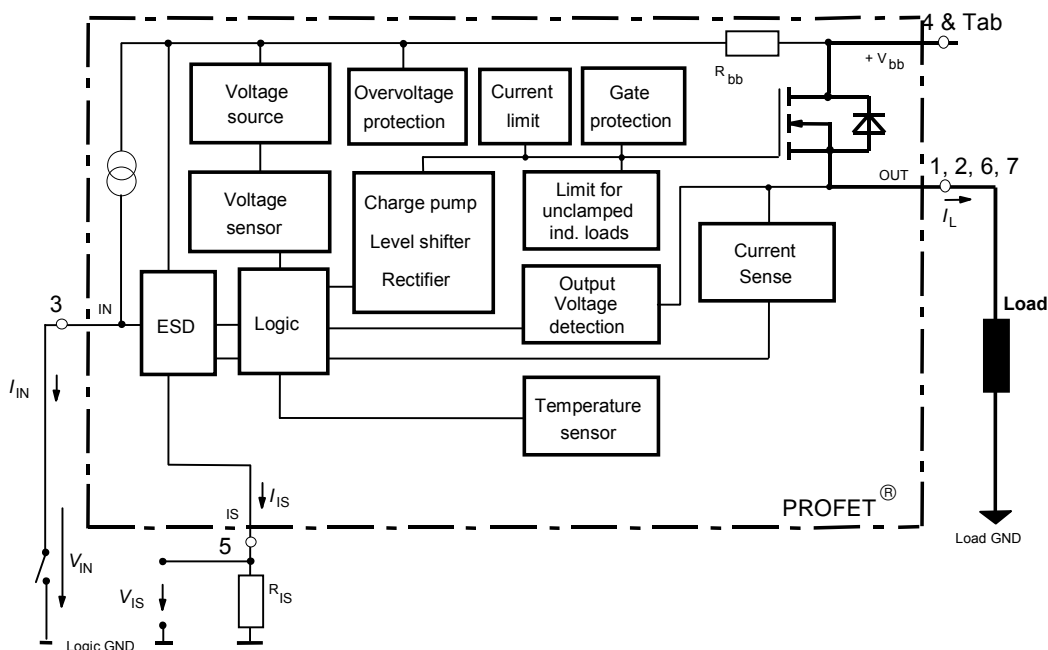 4 & Tab
R bb
+ V bb
Voltage
source
Overvoltage
protection
Current
limit
Gate
protection
OUT
1, 2, 6, 7
I L
Voltage
sensor
Charge pump
Level shifter
Rectifier
Limit for
unclamped
ind. loads
Current
Sense
3
IN
ESD
Logic
Output
Voltage
detection
Load
I IN
Temperature
sensor
I IS
IS
PROFET ®
Load GND
5
V IN
V IS
R IS
Logic GND